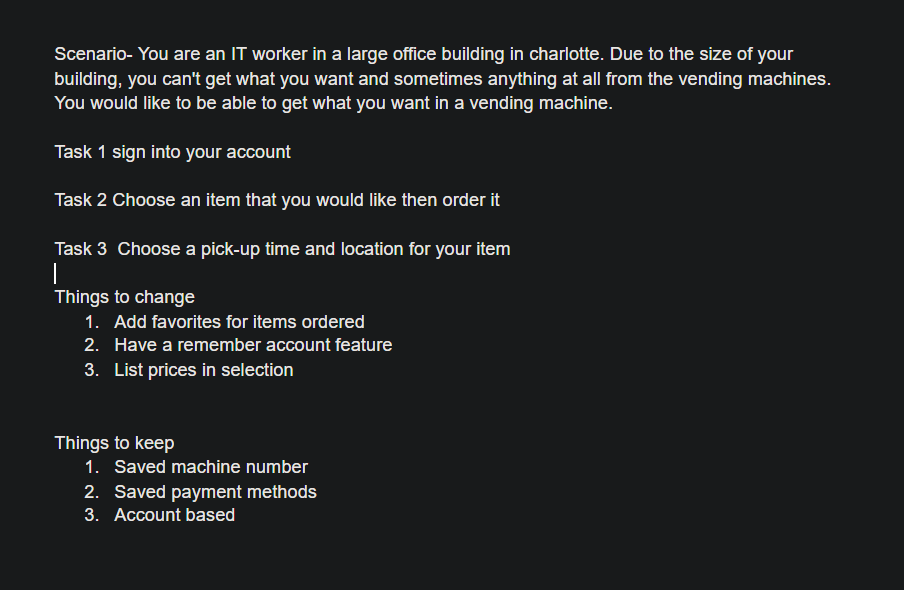 Scenario- You are an IT worker in a large office building in charlotte. Due to the size of your
building, you can't get what you want and sometimes anything at all from the vending machines.
You would like to be able to get what you want in a vending machine.
Task 1 sign into your account
Task 2 Choose an item that you would like then order it
Task 3  Choose a pick-up time and location for your item
Things to change
1. Add favorites for items ordered
2. Have a remember account feature
3. List prices in selection
Things to keep
1. Saved machine number
2. Saved payment methods
3. Account based